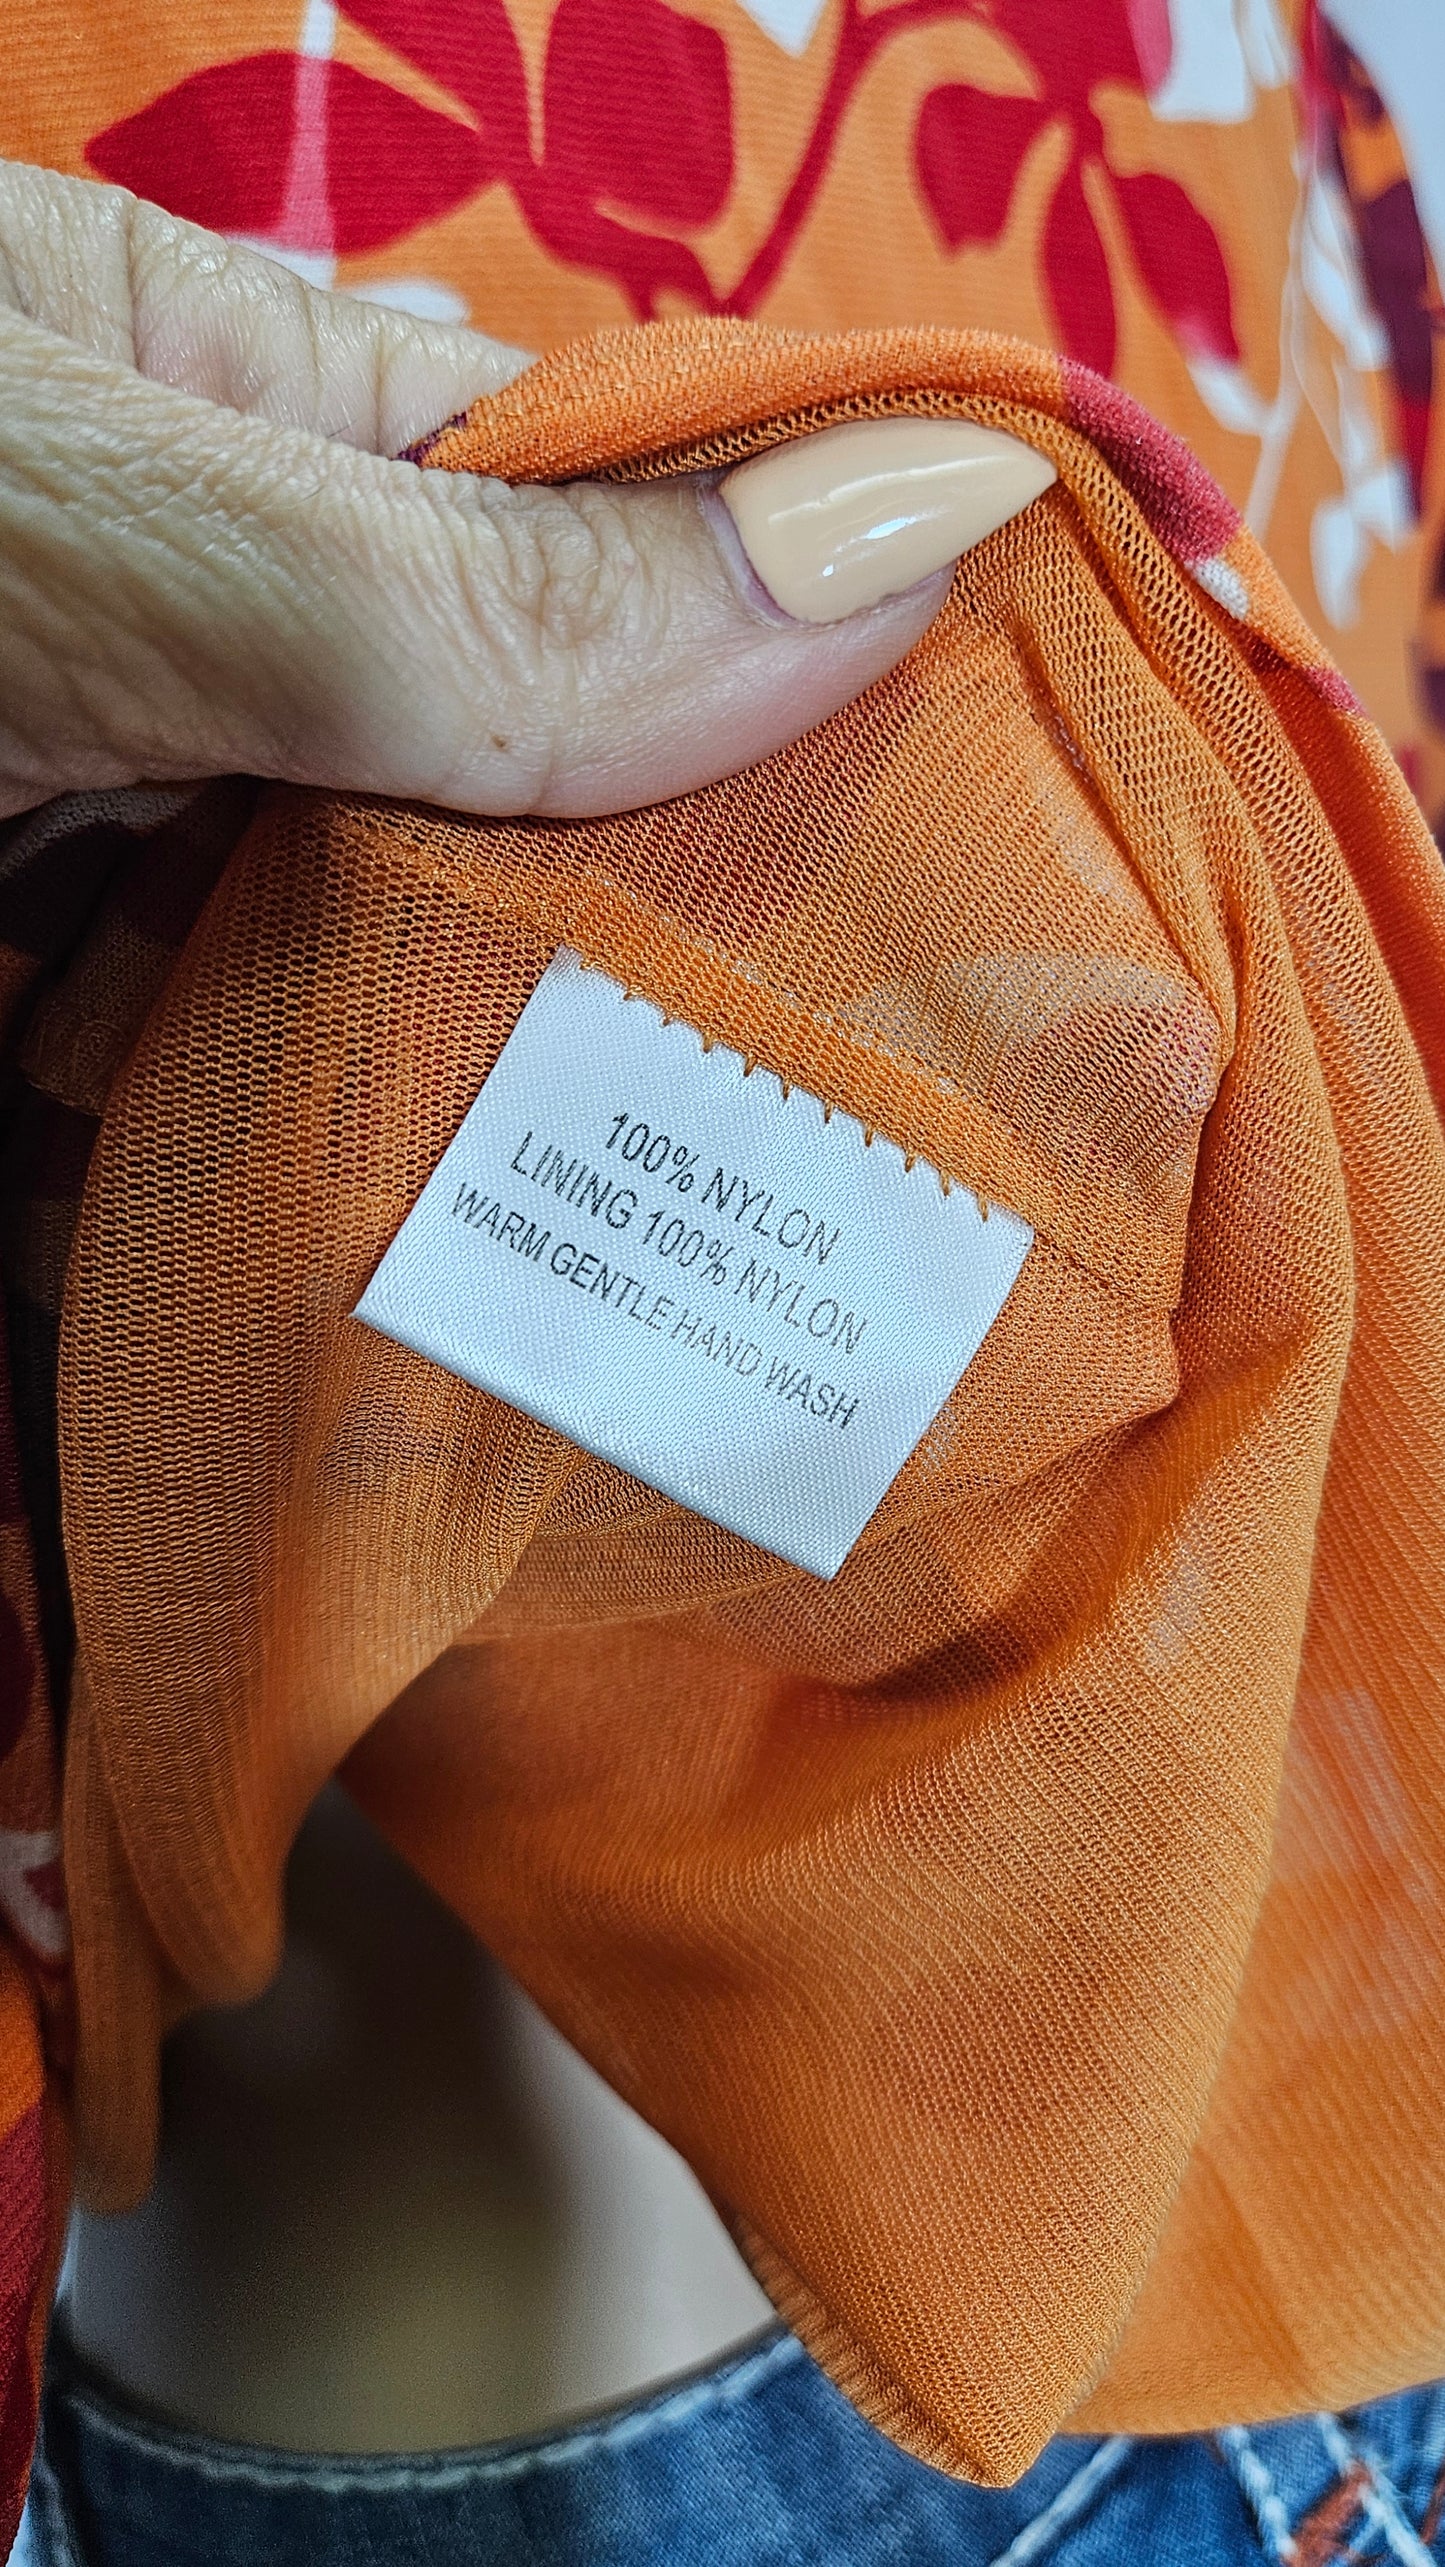 100% NYLON
LINING 100% NYLON
WARM GENTLE HAND WASH